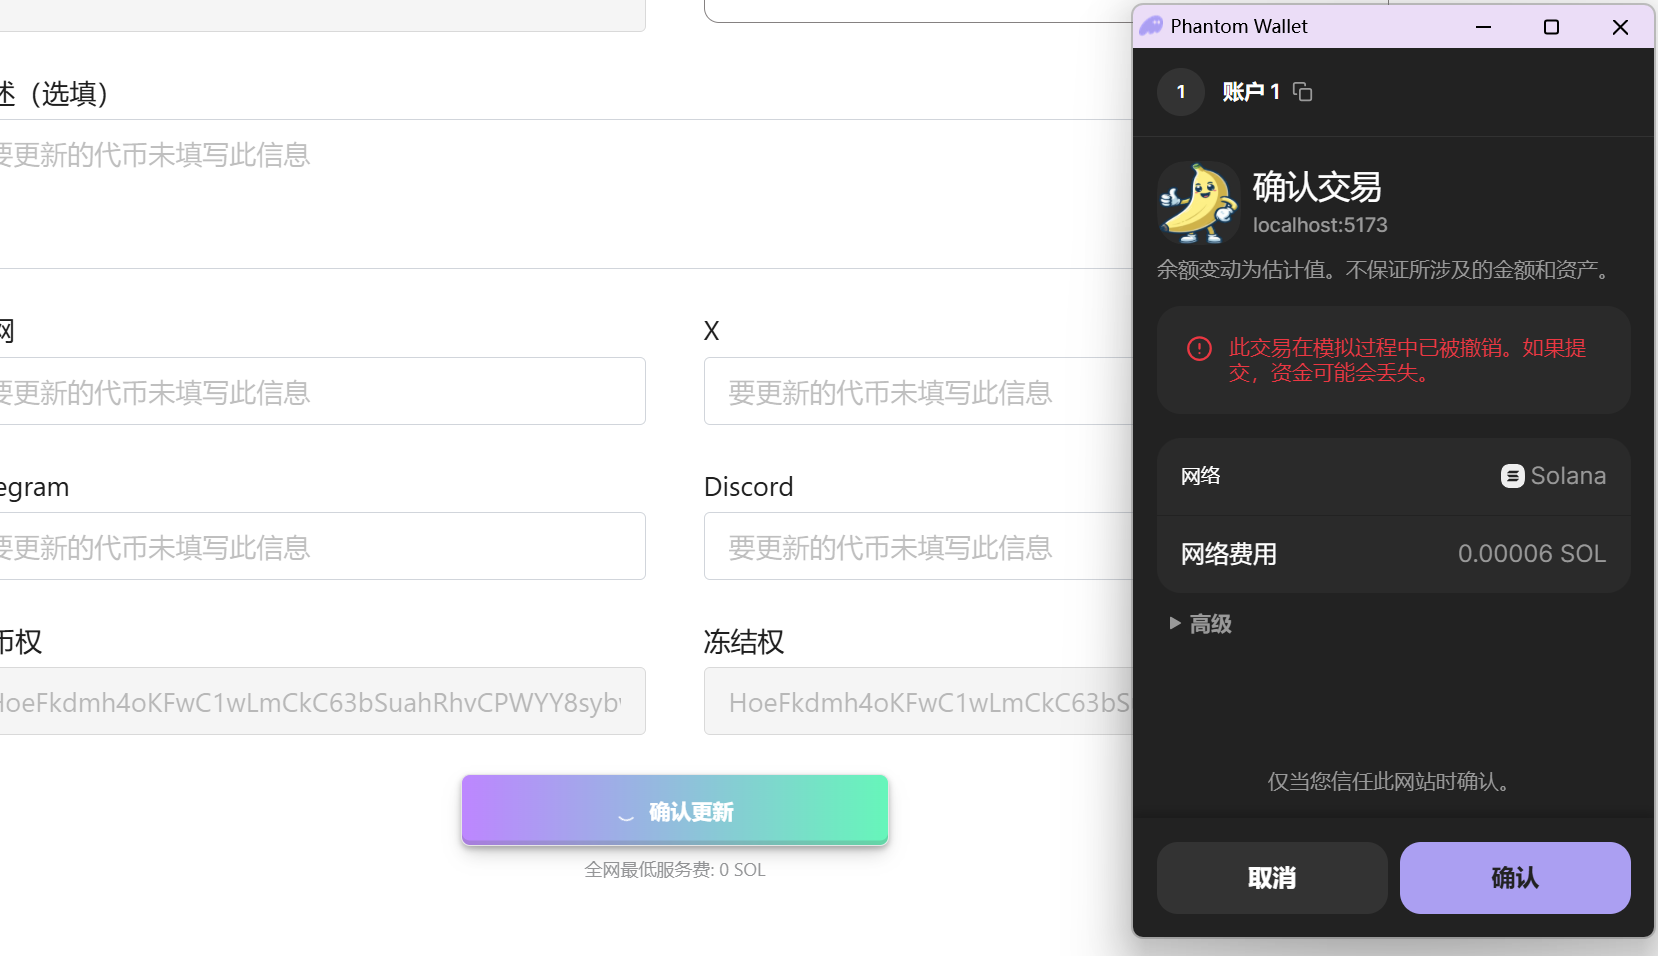 述（选填）
要更新的代币未填写此信息
网
X
要更新的代币未填写此信息
要更新的代币未填写此信息
egram
Discord
要更新的代币未填写此信息
要更新的代币未填写此信息
币权
冻结权
HoeFkdmh4oKFwC1wLmCkC63bSuahRhvCPWYY8syb
HoeFkdmh4oKFwC1wLmCkC63bS
确认更新
全网最低服务费: 0 SOL
Phantom Wallet
1
账户 1
确认交易
localhost:5173
余额变动为估计值。不保证所涉及的金额和资产。
此交易在模拟过程中已被撤销。如果提
交，资金可能会丢失。
网络
Solana
网络费用
0.00006 SOL
高级
仅当您信任此网站时确认。
取消
确认